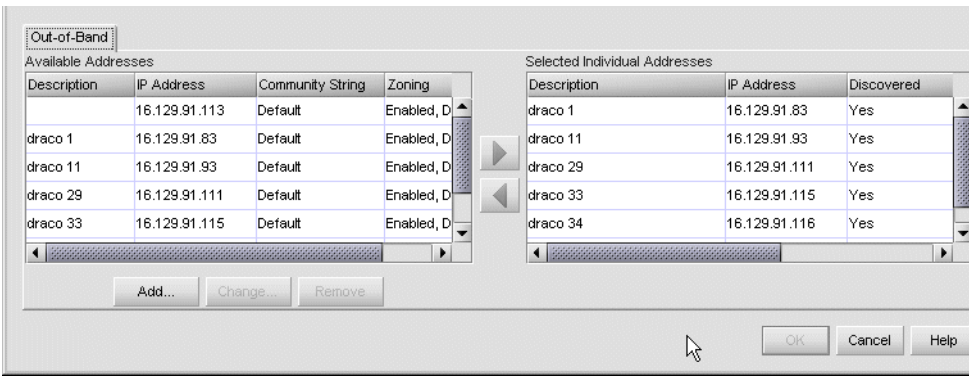 Out-of-Band
Available Addresses
Description IP Address Community String Zoning
16.129.91.113 Default Enabled, D
draco 1 16.129.91.83 Default Enabled, D
draco 11 16.129.91.93 Default Enabled, D
draco 29 16.129.91.111 Default Enabled, D
draco 33 16.129.91.115 Default Enabled, D
Selected Individual Addresses
Description IP Address Discovered
draco 1 16.129.91.83 Yes
draco 11 16.129.91.93 Yes
draco 29 16.129.91.111 Yes
draco 33 16.129.91.115 Yes
draco 34 16.129.91.116 Yes
Add... Change... Remove
OK Cancel Help